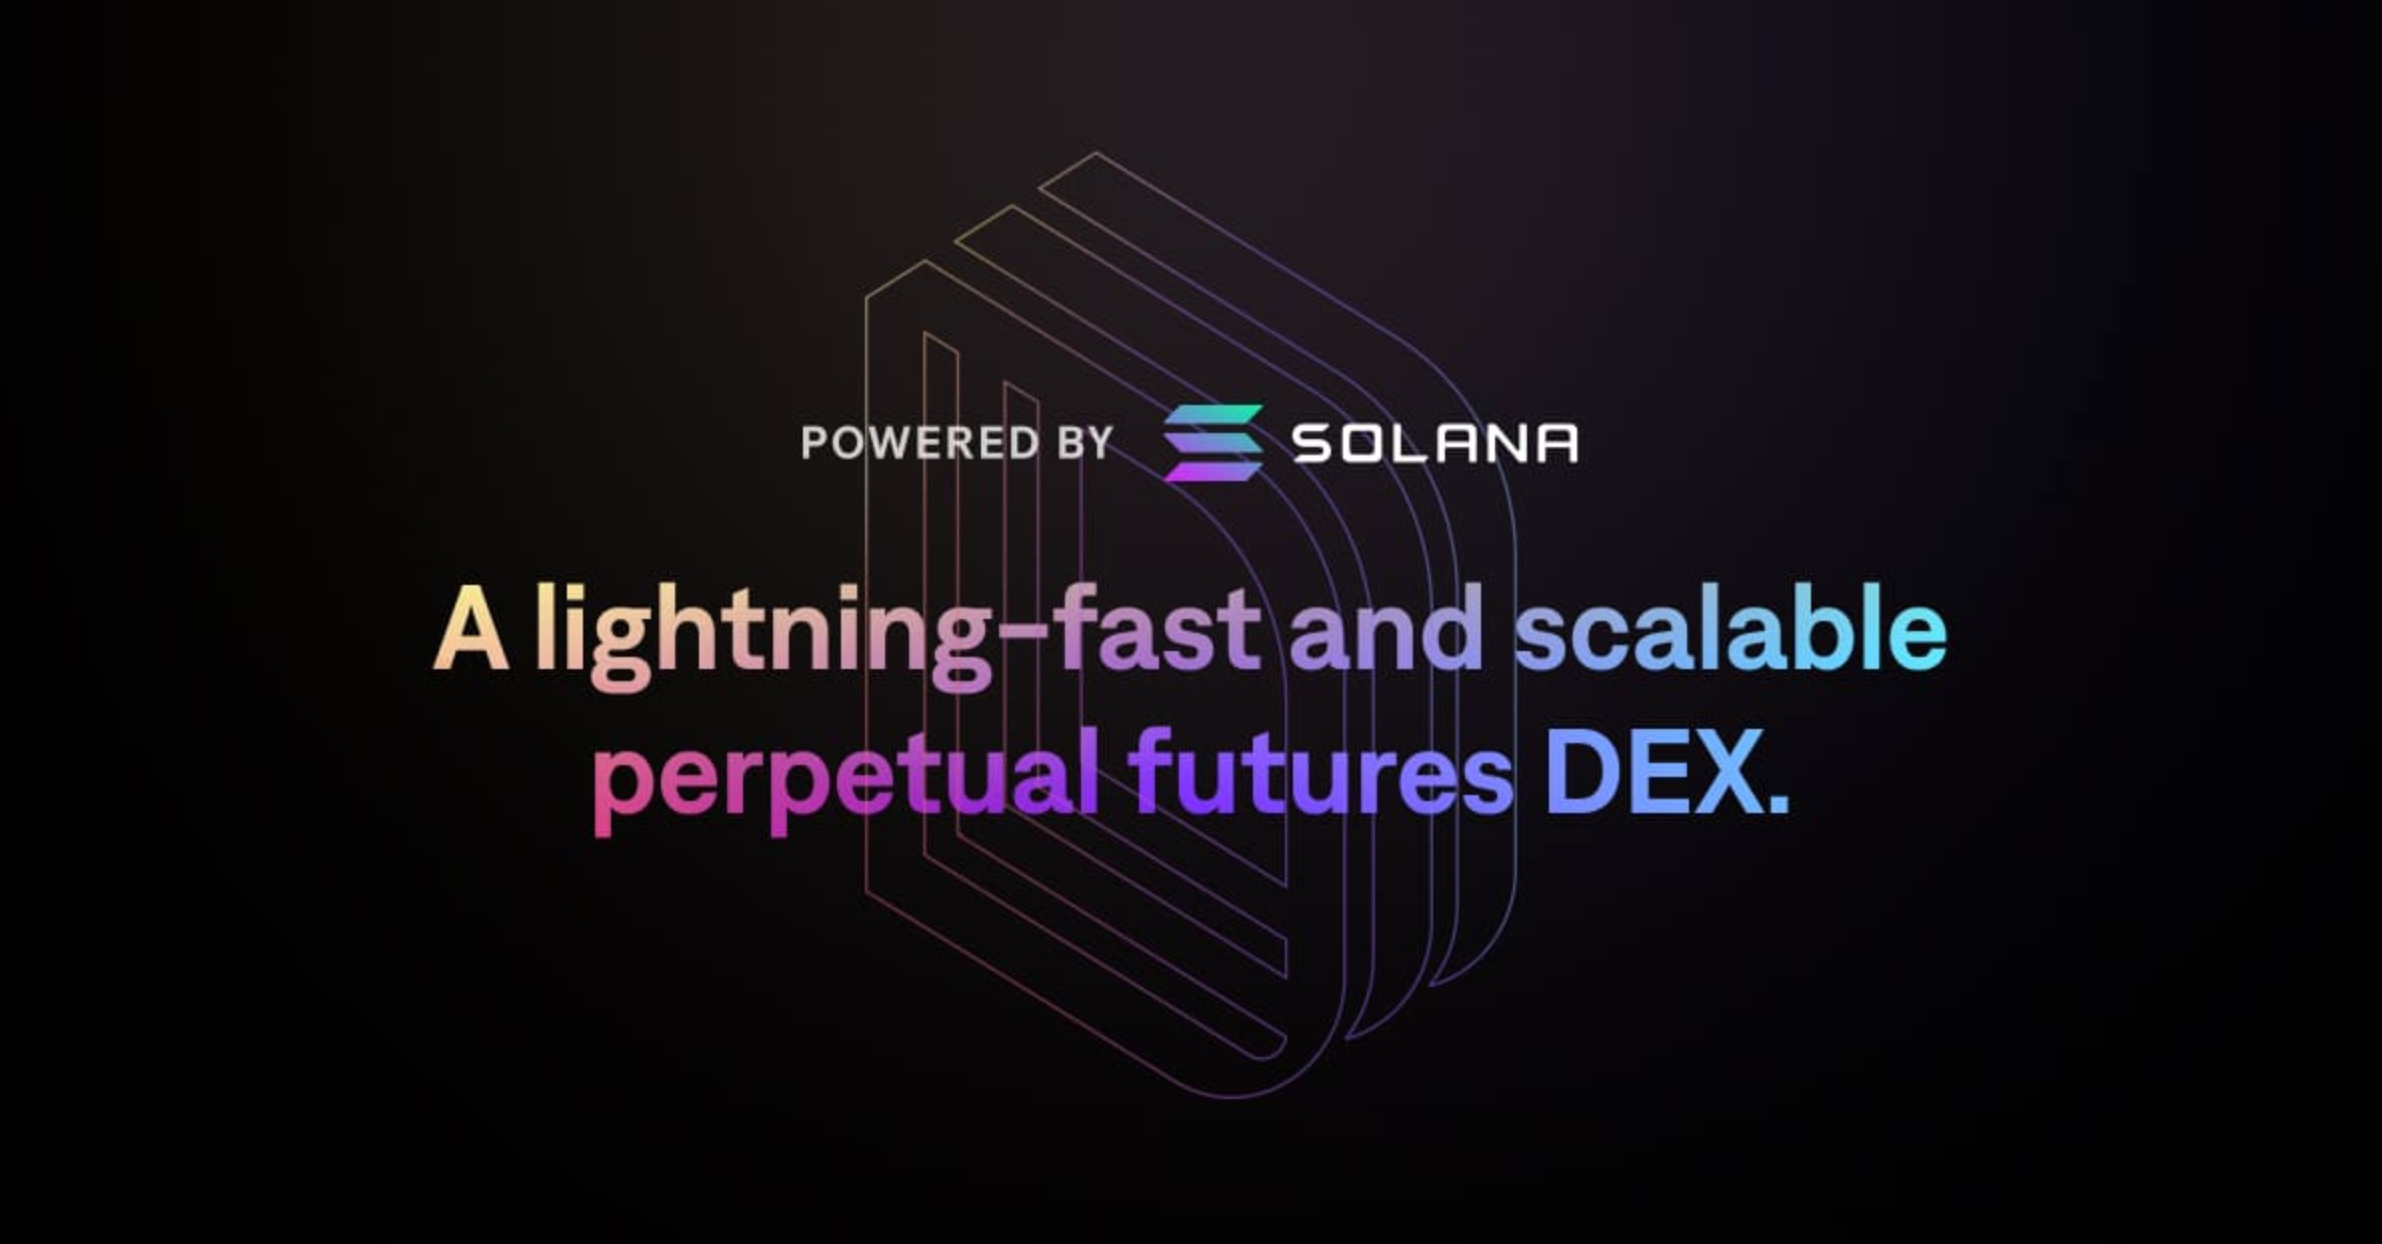 POWERED BY SOLANA
A lightning-fast and scalable
perpetual futures DEX.